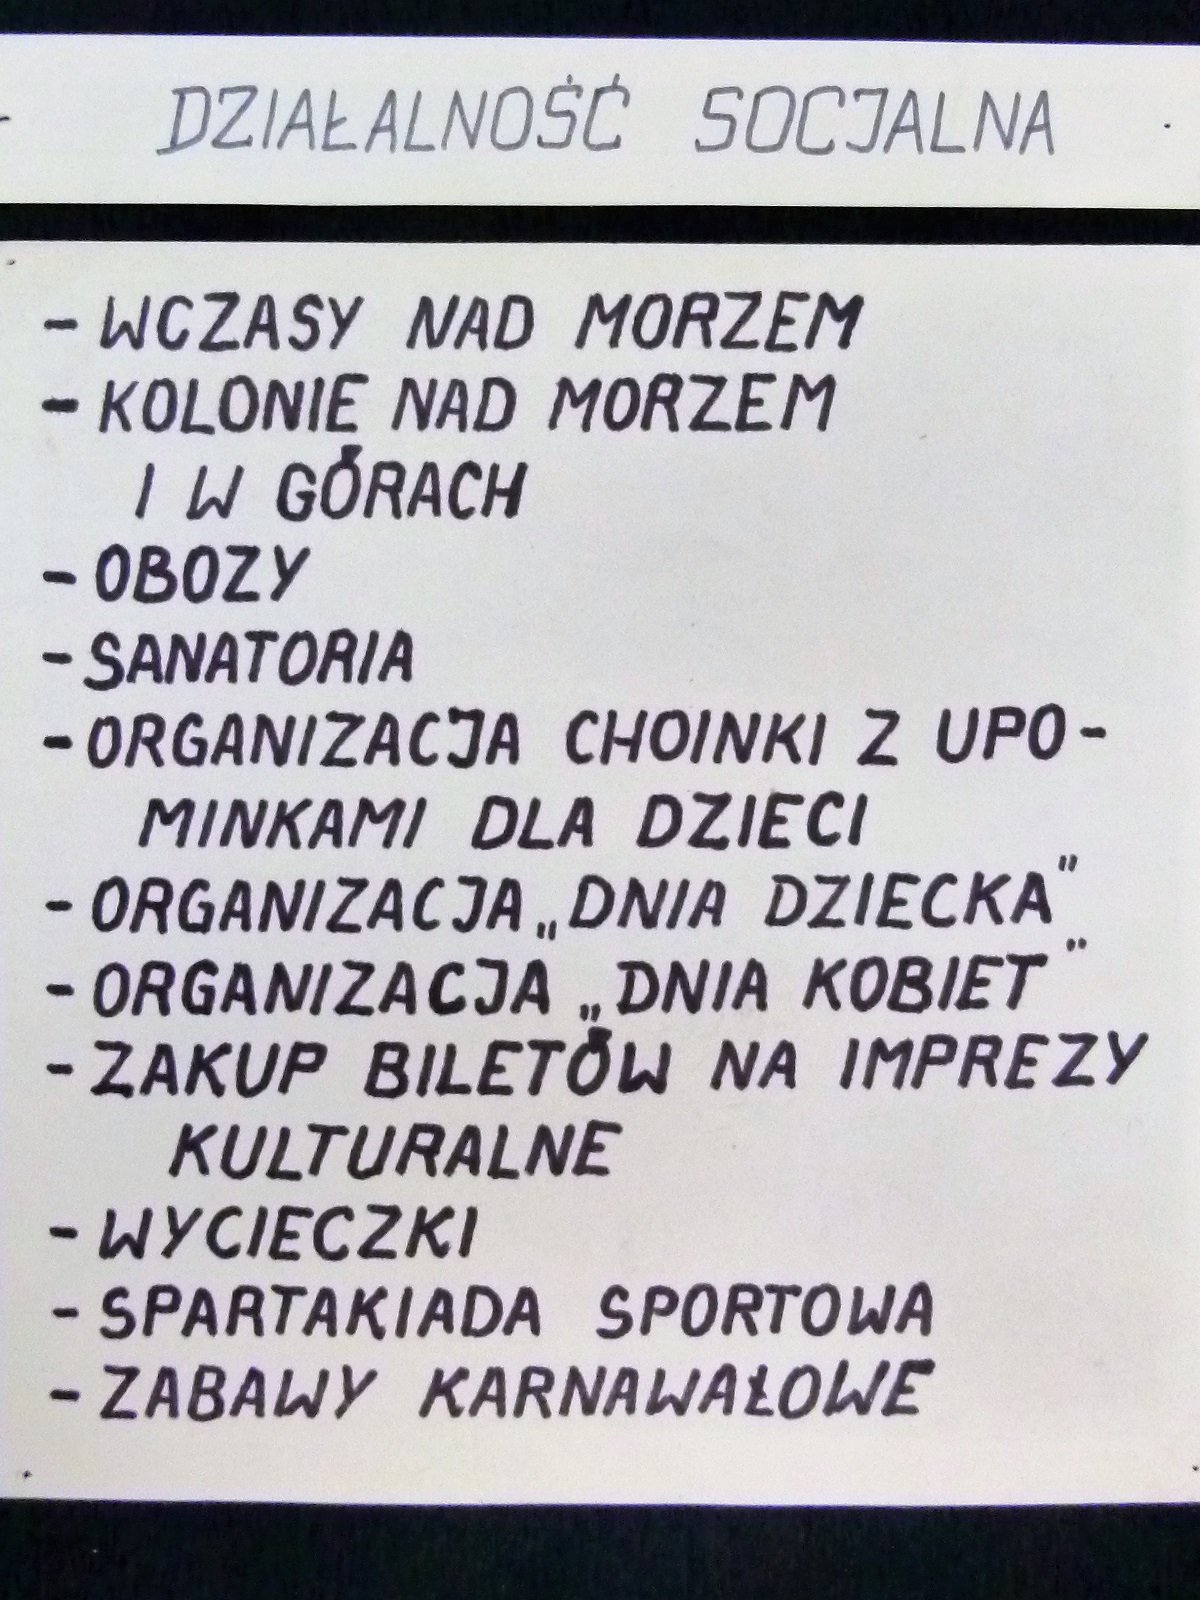 DZIAŁALNOŚĆ SOCJALNA
- WCZASY NAD MORZEM
- KOLONIE NAD MORZEM
I W GÓRACH
- OBOZY
- SANATORIA
- ORGANIZACJA CHOINKI Z UPO-
MINKAMI DLA DZIECI
- ORGANIZACJA „DNIA DZIECKA"
- ORGANIZACJA „DNIA KOBIET"
- ZAKUP BILETÓW NA IMPREZY
KULTURALNE
- WYCIECZKI
- SPARTAKIADA SPORTOWA
- ZABAWY KARNAWAŁOWE